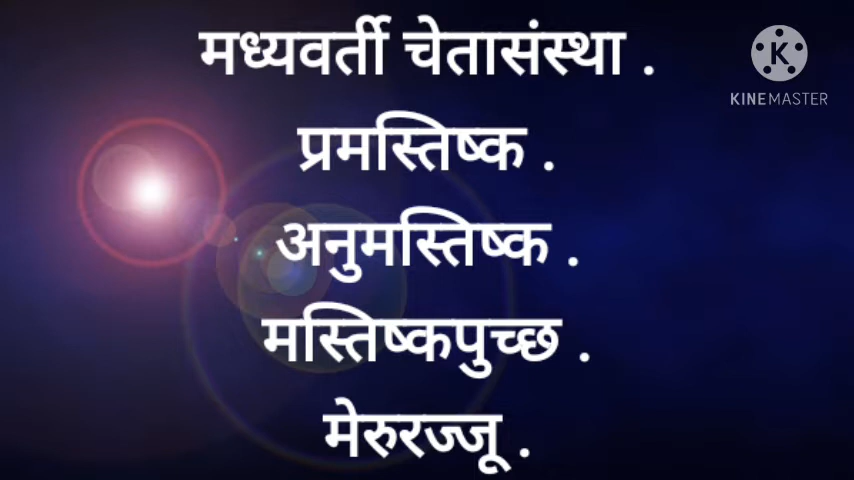 मध्यवर्ती चेतासंस्था .
KINEMASTER
प्रमस्तिष्क .
अनुमस्तिष्क .
मस्तिष्कपुच्छ .
मेरुरज्जू .